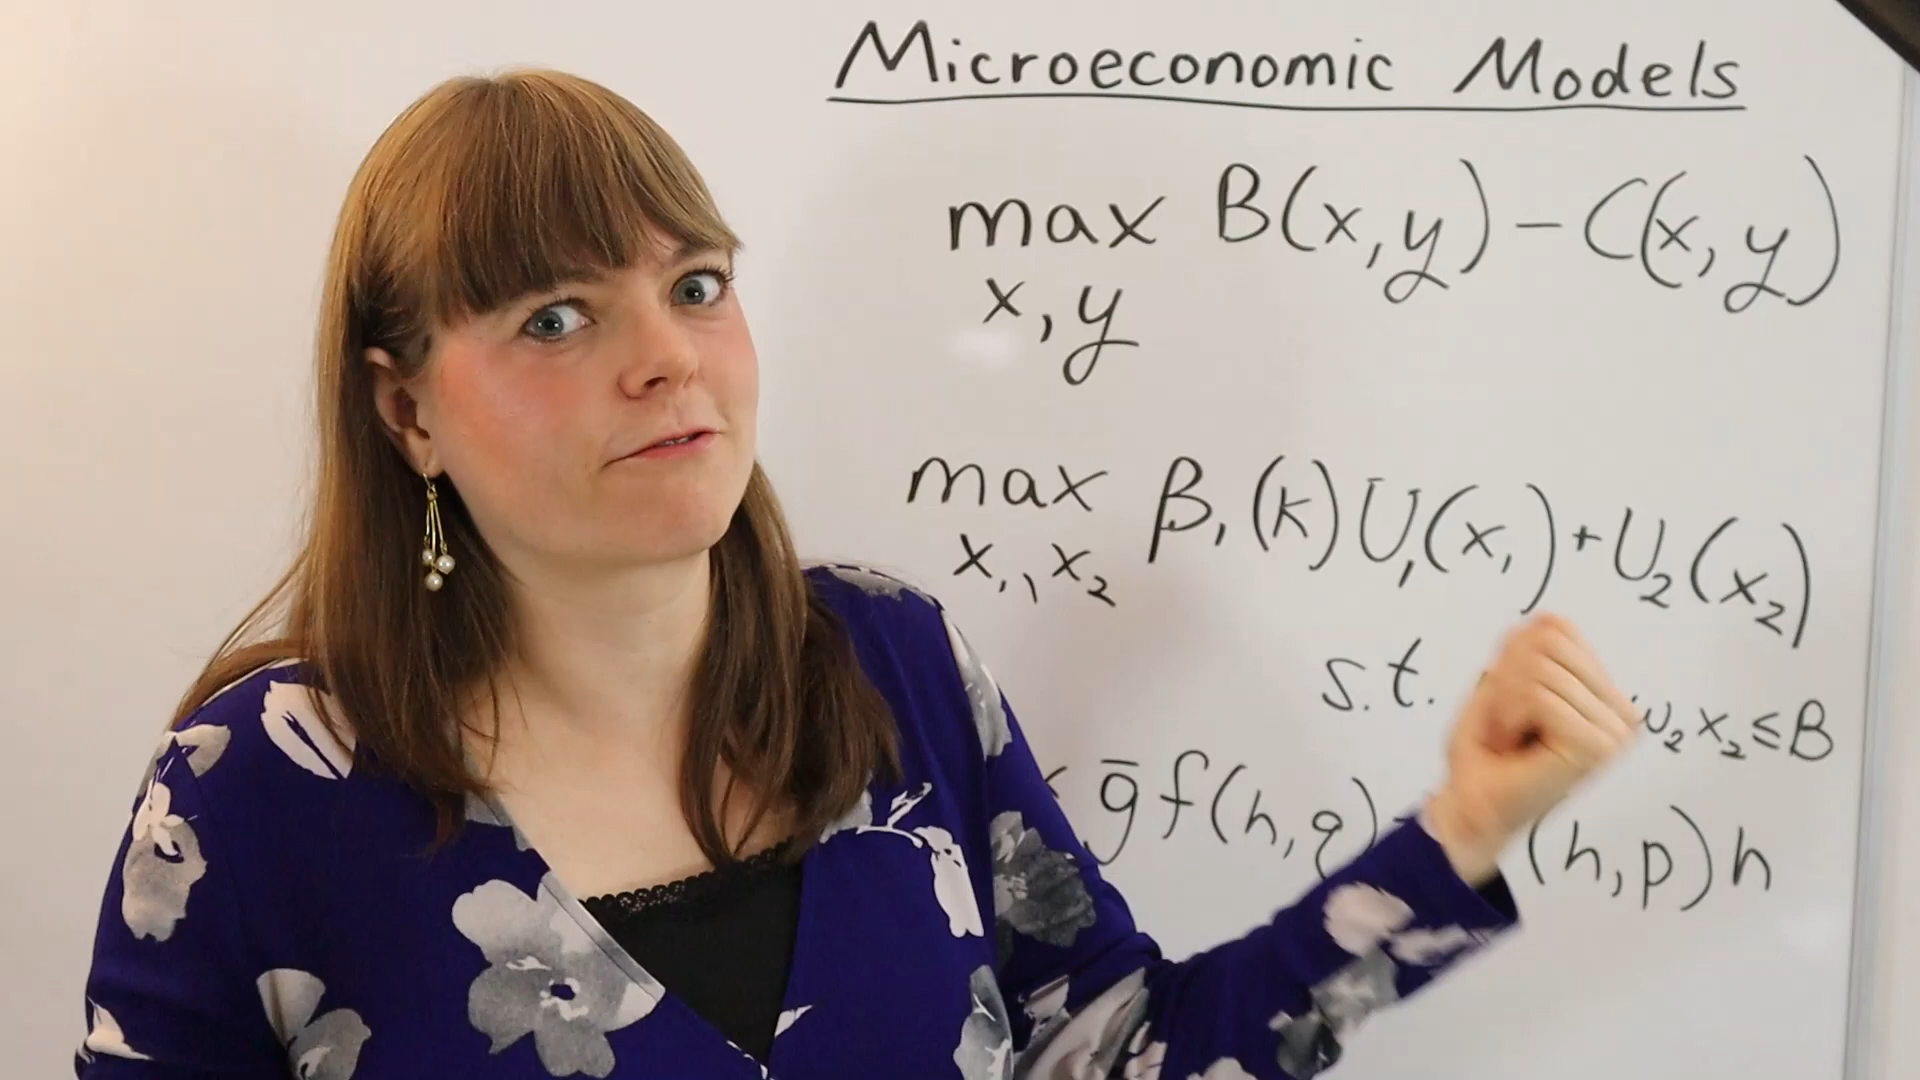 Microeconomic Models
max B(x,y) - C(x,y)
x,y
max β₁(k)U₁(x₁)+U₂(x₂)
x₁,x₂
s.t. w₂x₂≤B
ḡf(h,q) (h,p)h